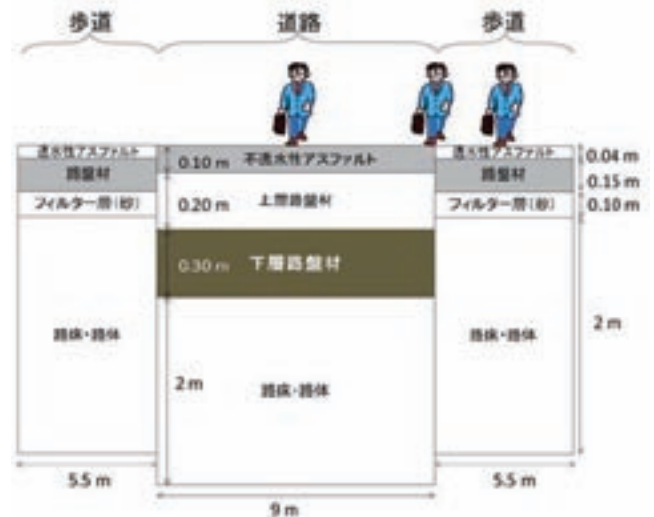 歩道
道路
歩道
透水性アスファルト
0.10 m 不透水性アスファルト
透水性アスファルト
0.04 m
路盤材
路盤材
0.15 m
フィルター層(砂)
0.20 m 上層路盤材
フィルター層(砂)
0.10 m
0.30 m 下層路盤材
路床・路体
2 m 路床・路体
路床・路体
2 m
5.5 m
9 m
5.5 m